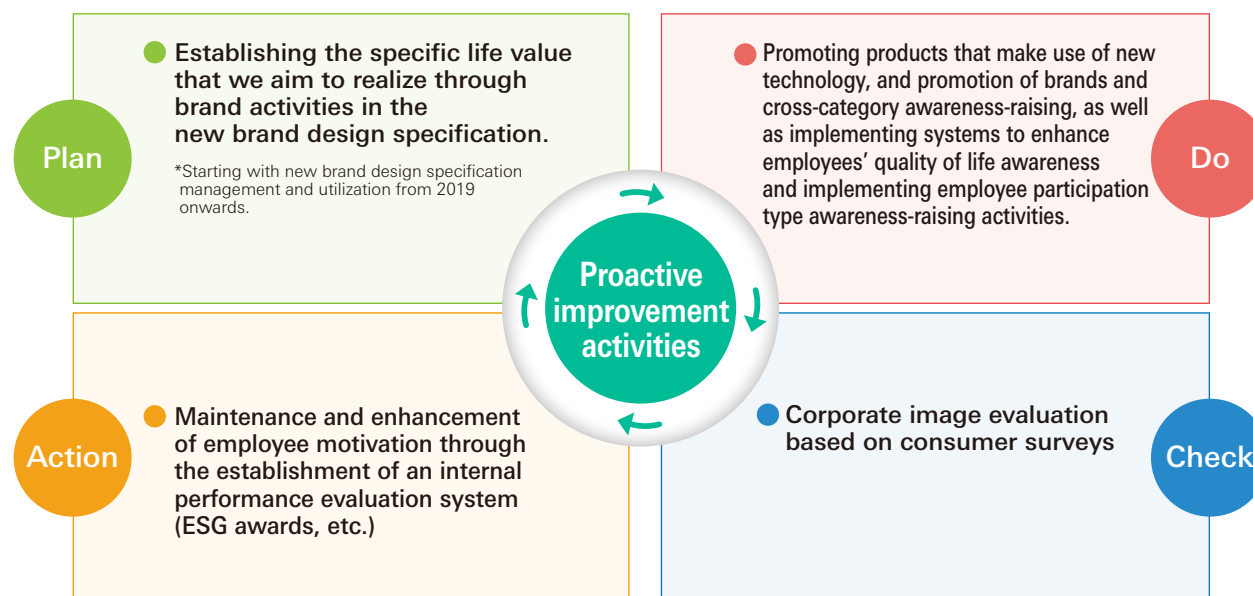 Plan
Establishing the specific life value
that we aim to realize through
brand activities in the
new brand design specification.
*Starting with new brand design specification
management and utilization from 2019
onwards.
Do
Promoting products that make use of new
technology, and promotion of brands and
cross-category awareness-raising, as well
as implementing systems to enhance
employees’ quality of life awareness
and implementing employee participation
type awareness-raising activities.
Proactive
improvement
activities
Action
Maintenance and enhancement
of employee motivation through
the establishment of an internal
performance evaluation system
(ESG awards, etc.)
Corporate image evaluation
based on consumer surveys
Check